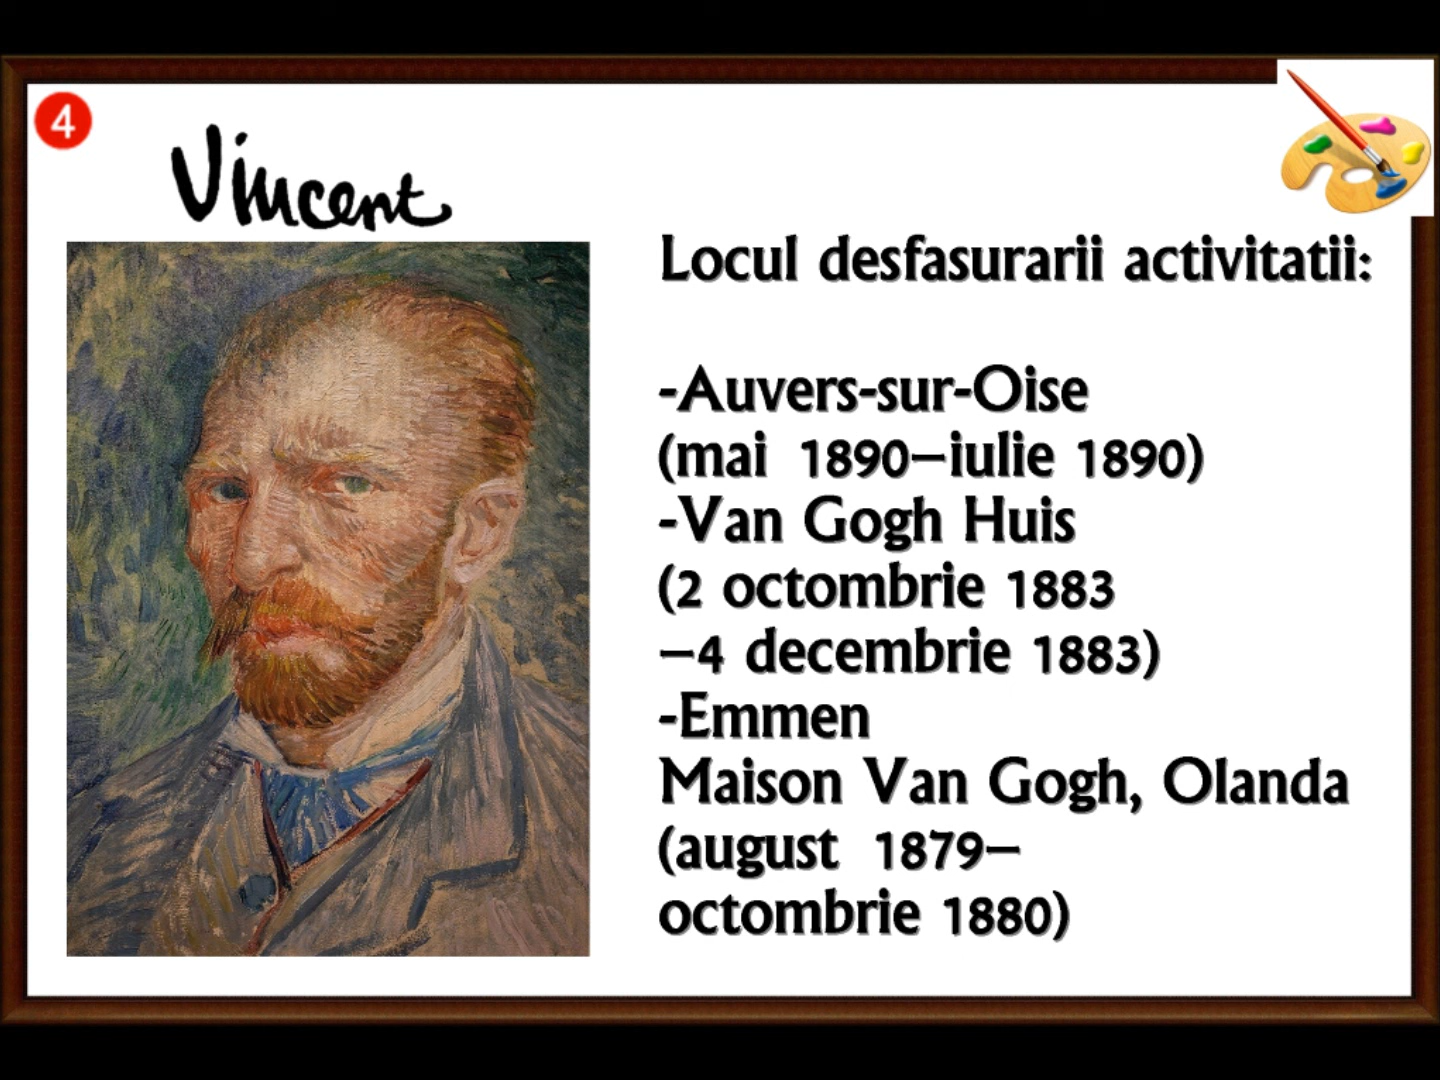 4
Vincent
Locul desfasurarii activitatii:
-Auvers-sur-Oise
(mai 1890–iulie 1890)
-Van Gogh Huis
(2 octombrie 1883
–4 decembrie 1883)
-Emmen
Maison Van Gogh, Olanda
(august 1879–
octombrie 1880)